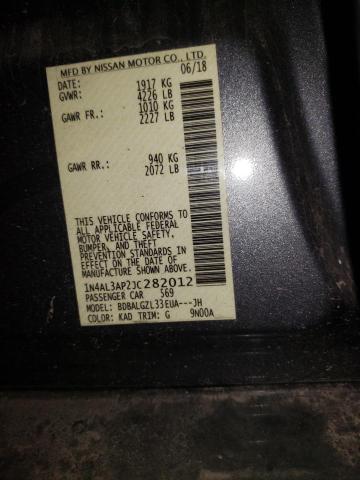 MFD BY NISSAN MOTOR CO., LTD.
DATE: 06/18
GVWR: 1917 KG
4226 LB
GAWR FR.: 1010 KG
2227 LB
GAWR RR.: 940 KG
2072 LB
THIS VEHICLE CONFORMS TO
ALL APPLICABLE FEDERAL
MOTOR VEHICLE SAFETY,
BUMPER, AND THEFT
PREVENTION STANDARDS
IN EFFECT ON THE DATE OF
MANUFACTURE SHOWN ABOVE.
1N4AL3AP2JC282012
PASSENGER CAR 569
MODEL: BDBALGZL33EUA---JH
COLOR: KAD TRIM: G 9N00A